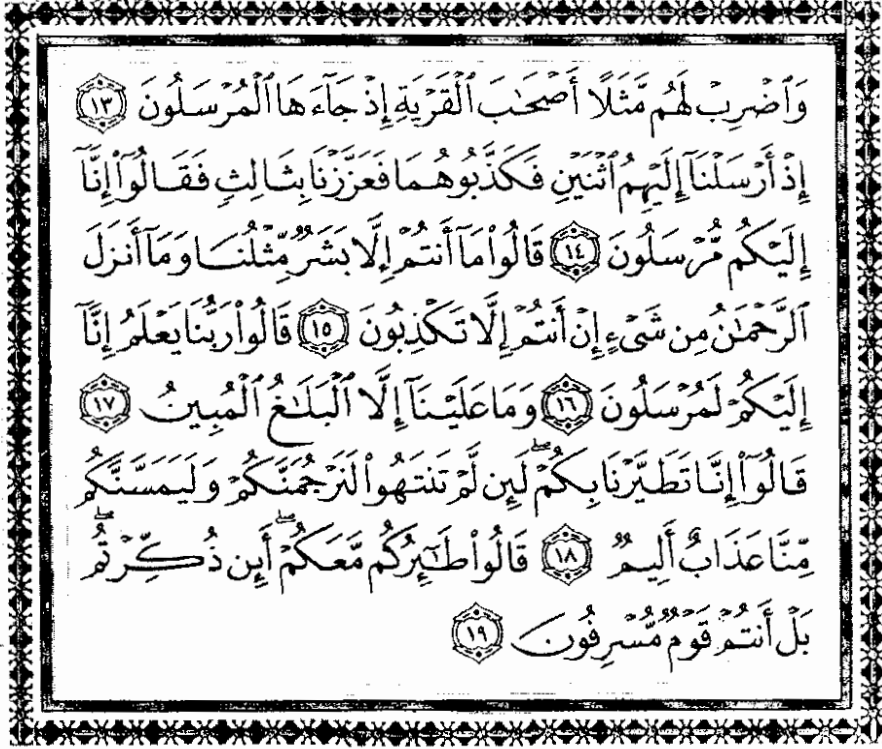 وَٱضۡرِبۡ لَهُم مَّثَلًا أَصۡحَٰبَ ٱلۡقَرۡيَةِ إِذۡ جَآءَهَا ٱلۡمُرۡسَلُونَ ١٣
إِذۡ أَرۡسَلۡنَآ إِلَيۡهِمُ ٱثۡنَيۡنِ فَكَذَّبُوهُمَا فَعَزَّزۡنَا بِثَالِثٖ فَقَالُوٓاْ إِنَّآ
إِلَيۡكُم مُّرۡسَلُونَ ١٤ قَالُواْ مَآ أَنتُمۡ إِلَّا بَشَرٞ مِّثۡلُنَا وَمَآ أَنزَلَ
ٱلرَّحۡمَٰنُ مِن شَيۡءٍ إِنۡ أَنتُمۡ إِلَّا تَكۡذِبُونَ ١٥ قَالُواْ رَبُّنَا يَعۡلَمُ إِنَّآ
إِلَيۡكُمۡ لَمُرۡسَلُونَ ١٦ وَمَا عَلَيۡنَآ إِلَّا ٱلۡبَلَٰغُ ٱلۡمُبِينُ ١٧
قَالُوٓاْ إِنَّا تَطَيَّرۡنَا بِكُمۡۖ لَئِن لَّمۡ تَنتَهُواْ لَنَرۡجُمَنَّكُمۡ وَلَيَمَسَّنَّكُم
مِّنَّا عَذَابٌ أَلِيمٞ ١٨ قَالُواْ طَٰٓئِرُكُم مَّعَكُمۡۖ أَئِن ذُكِّرۡتُمۖ
بَلۡ أَنتُمۡ قَوۡمٞ مُّسۡرِفُونَ ١٩